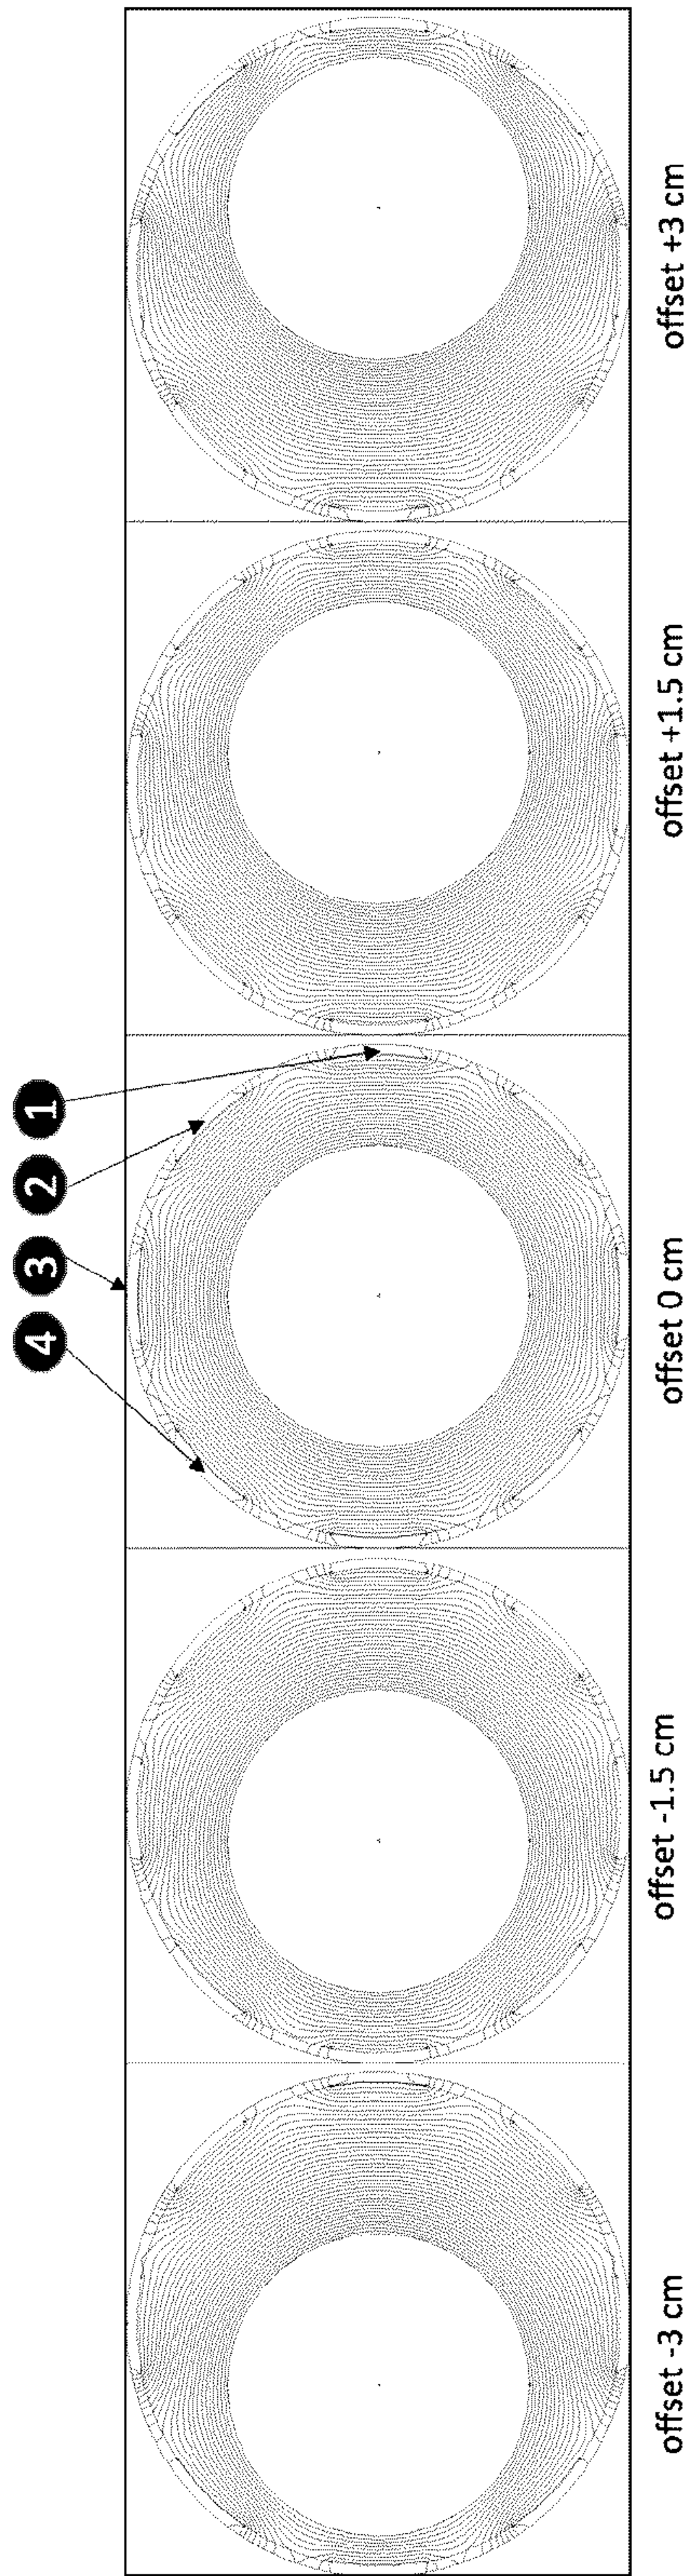 4 3 2 1
offset -3 cm
offset -1.5 cm
offset 0 cm
offset +1.5 cm
offset +3 cm